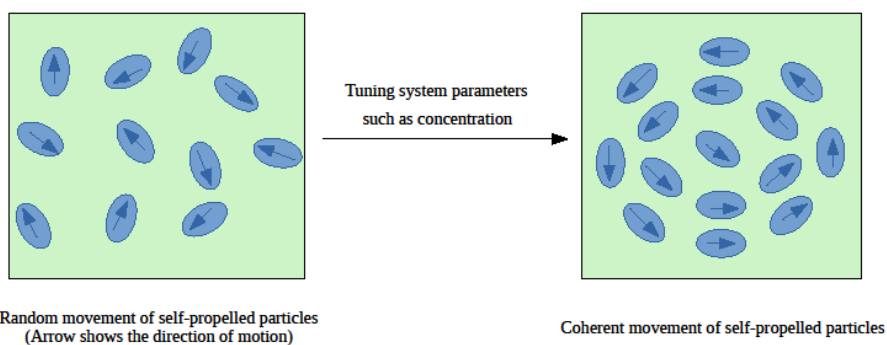 Tuning system parameters
such as concentration
Random movement of self-propelled particles
(Arrow shows the direction of motion)
Coherent movement of self-propelled particles